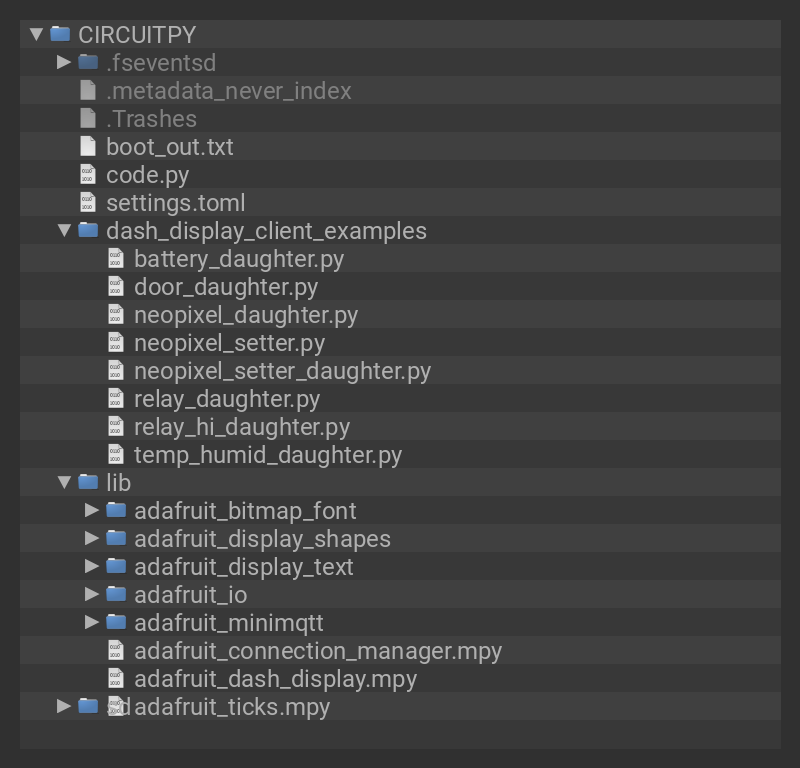 CIRCUITPY
.fseventsd
.metadata_never_index
.Trashes
boot_out.txt
code.py
settings.toml
dash_display_client_examples
battery_daughter.py
door_daughter.py
neopixel_daughter.py
neopixel_setter.py
neopixel_setter_daughter.py
relay_daughter.py
relay_hi_daughter.py
temp_humid_daughter.py
lib
adafruit_bitmap_font
adafruit_display_shapes
adafruit_display_text
adafruit_io
adafruit_minimqtt
adafruit_connection_manager.mpy
adafruit_dash_display.mpy
sd adafruit_ticks.mpy